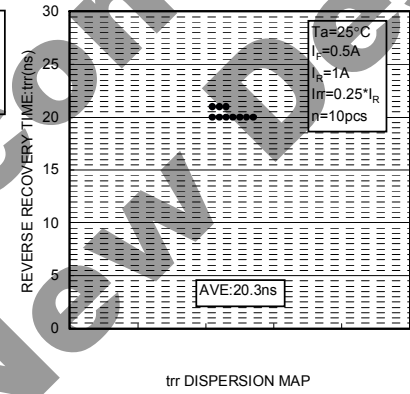 30
25
20
15
10
5
0
REVERSE RECOVERY TIME:trr(ns)
Ta=25°C
IF=0.5A
IR=1A
Irr=0.25*IR
n=10pcs
AVE:20.3ns
trr DISPERSION MAP